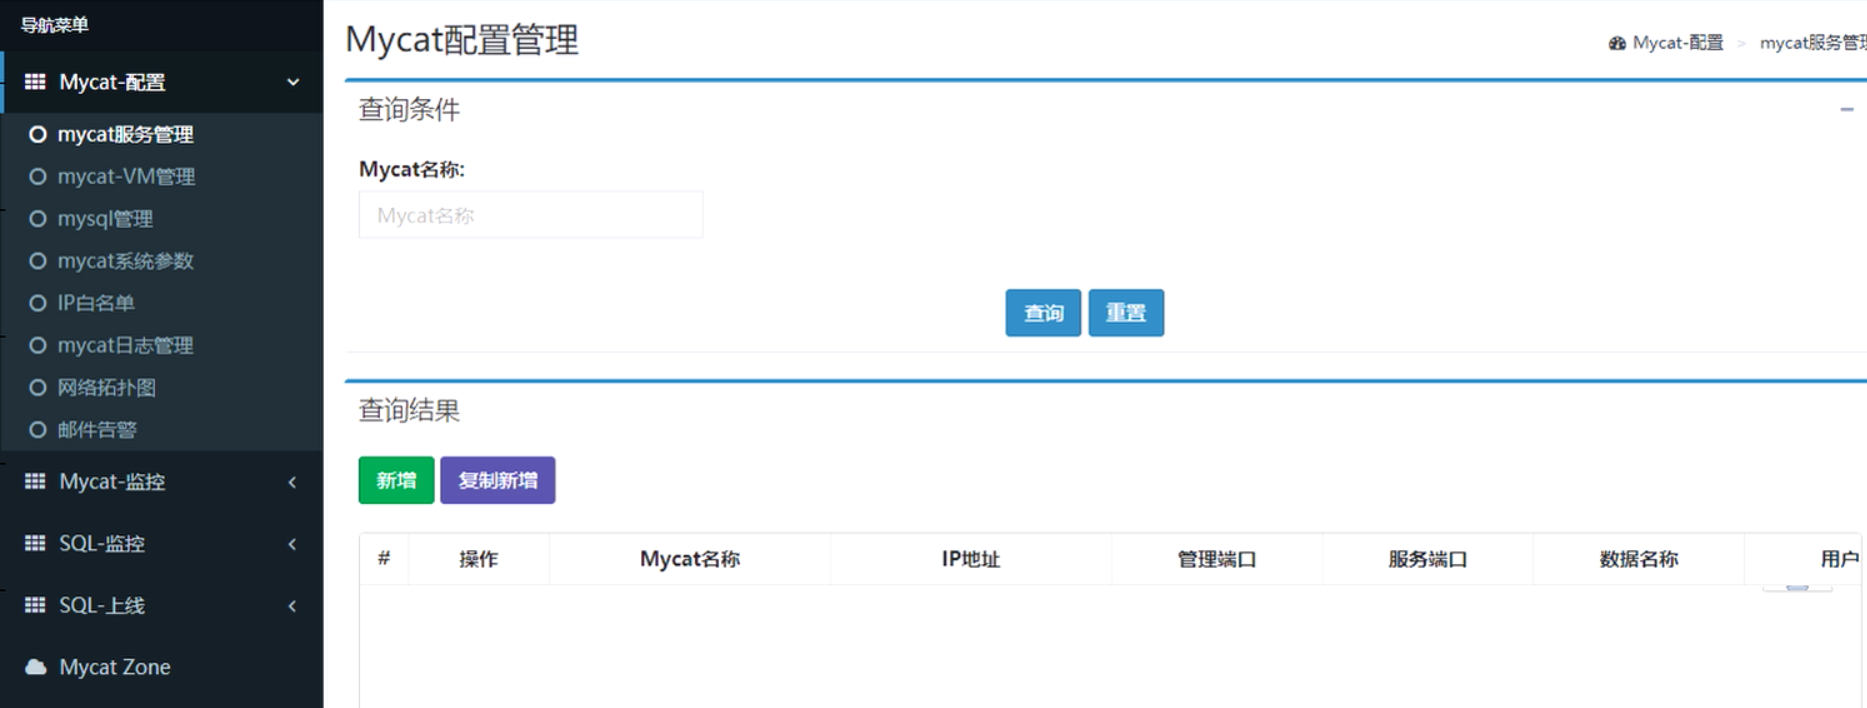 导航菜单
Mycat-配置
mycat服务管理
mycat-VM管理
mysql管理
mycat系统参数
IP白名单
mycat日志管理
网络拓扑图
邮件告警
Mycat-监控
SQL-监控
SQL-上线
Mycat Zone
Mycat配置管理
Mycat-配置 > mycat服务管理
查询条件
Mycat名称:
Mycat名称
查询 重置
查询结果
新增 复制新增
# 操作 Mycat名称 IP地址 管理端口 服务端口 数据名称 用户